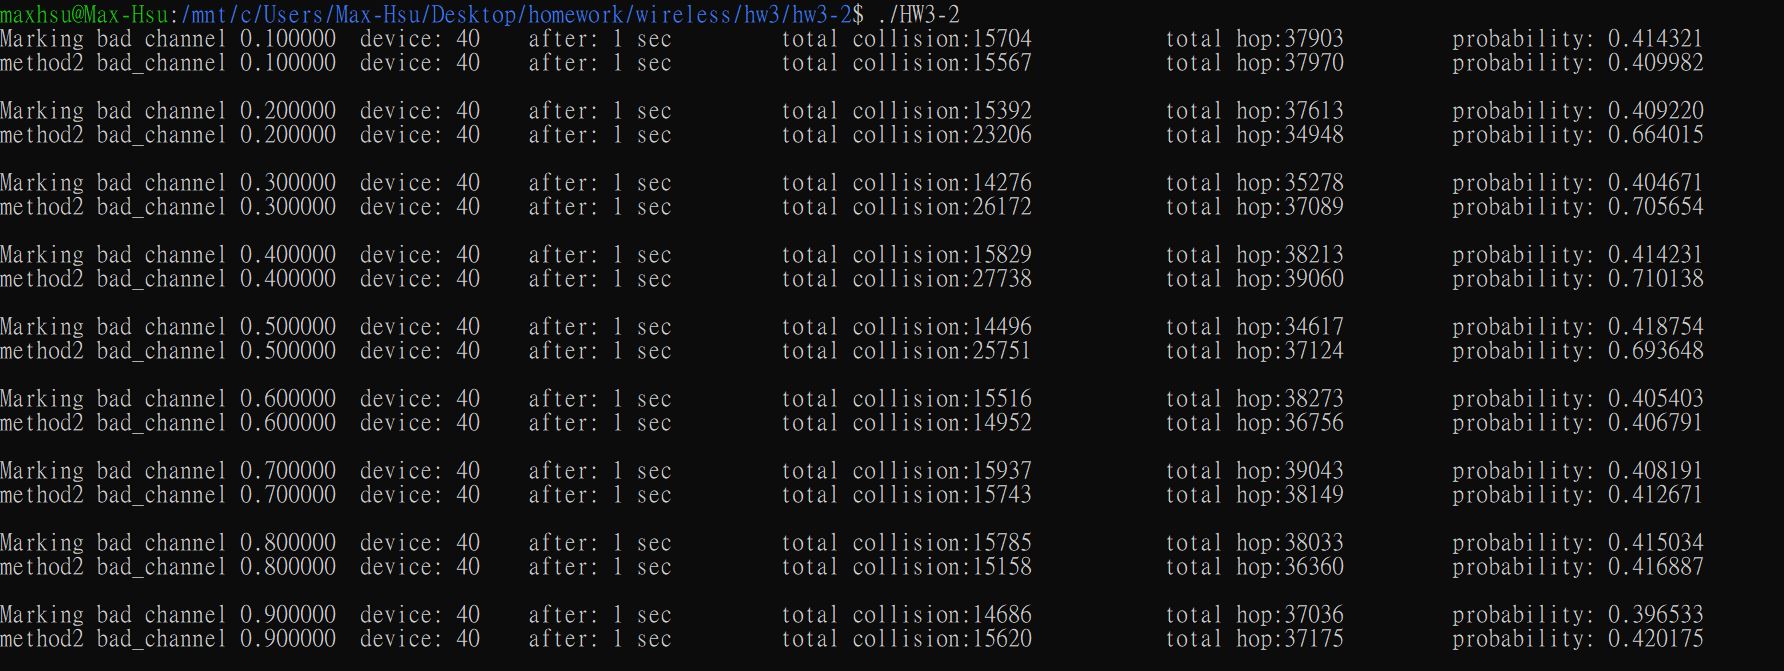 maxhsu@Max-Hsu:/mnt/c/Users/Max-Hsu/Desktop/homework/wireless/hw3/hw3-2$ ./HW3-2
Marking bad channel 0.100000  device: 40    after: 1 sec         total collision:15704           total hop:37903         probability: 0.414321
method2 bad_channel 0.100000  device: 40    after: 1 sec         total collision:15567           total hop:37970         probability: 0.409982
Marking bad channel 0.200000  device: 40    after: 1 sec         total collision:15392           total hop:37613         probability: 0.409220
method2 bad_channel 0.200000  device: 40    after: 1 sec         total collision:23206           total hop:34948         probability: 0.664015
Marking bad channel 0.300000  device: 40    after: 1 sec         total collision:14276           total hop:35278         probability: 0.404671
method2 bad_channel 0.300000  device: 40    after: 1 sec         total collision:26172           total hop:37089         probability: 0.705654
Marking bad channel 0.400000  device: 40    after: 1 sec         total collision:15829           total hop:38213         probability: 0.414231
method2 bad_channel 0.400000  device: 40    after: 1 sec         total collision:27738           total hop:39060         probability: 0.710138
Marking bad channel 0.500000  device: 40    after: 1 sec         total collision:14496           total hop:34617         probability: 0.418754
method2 bad_channel 0.500000  device: 40    after: 1 sec         total collision:25751           total hop:37124         probability: 0.693648
Marking bad channel 0.600000  device: 40    after: 1 sec         total collision:15516           total hop:38273         probability: 0.405403
method2 bad_channel 0.600000  device: 40    after: 1 sec         total collision:14952           total hop:36756         probability: 0.406791
Marking bad channel 0.700000  device: 40    after: 1 sec         total collision:15937           total hop:39043         probability: 0.408191
method2 bad_channel 0.700000  device: 40    after: 1 sec         total collision:15743           total hop:38149         probability: 0.412671
Marking bad channel 0.800000  device: 40    after: 1 sec         total collision:15785           total hop:38033         probability: 0.415034
method2 bad_channel 0.800000  device: 40    after: 1 sec         total collision:15158           total hop:36360         probability: 0.416887
Marking bad channel 0.900000  device: 40    after: 1 sec         total collision:14686           total hop:37036         probability: 0.396533
method2 bad_channel 0.900000  device: 40    after: 1 sec         total collision:15620           total hop:37175         probability: 0.420175